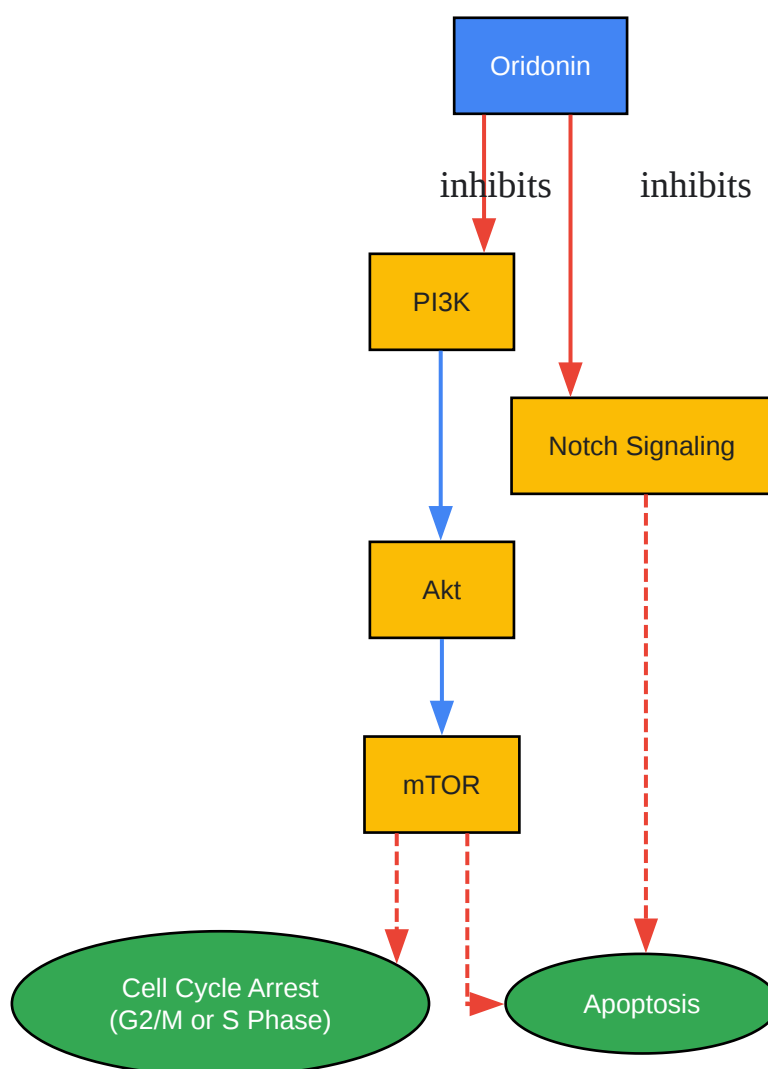 Oridonin
inhibits
inhibits
PI3K
Notch Signaling
Akt
mTOR
Cell Cycle Arrest
(G2/M or S Phase)
Apoptosis